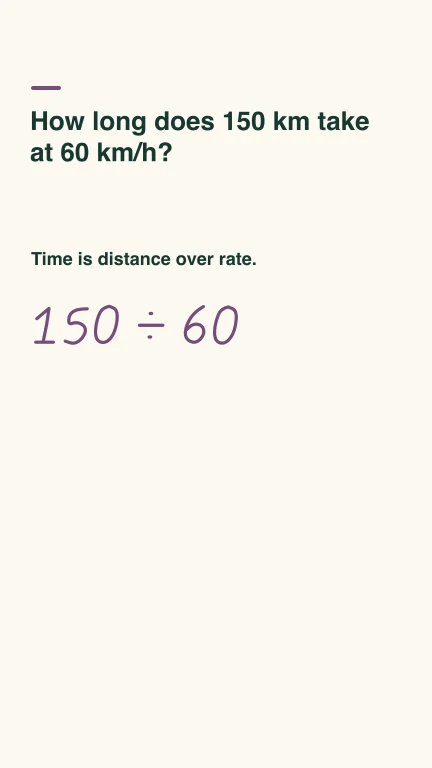 How long does 150 km take
at 60 km/h?
Time is distance over rate.
150 ÷ 60